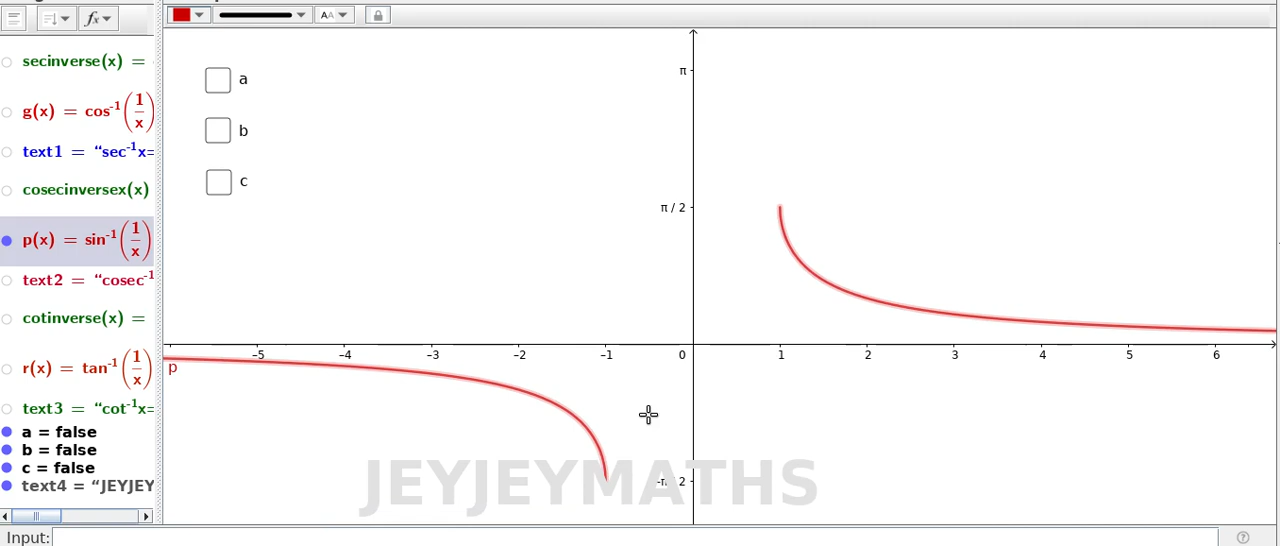 AA
secinverse(x) =
g(x) = cos⁻¹(1/x)
text1 = “sec⁻¹x=
cosecinversex(x)
p(x) = sin⁻¹(1/x)
text2 = “cosec⁻¹
cotinverse(x) =
r(x) = tan⁻¹(1/x)
text3 = “cot⁻¹x=
a = false
b = false
c = false
text4 = “JEYJEY
a
b
c
π
π / 2
-5 -4 -3 -2 -1 0 1 2 3 4 5 6
p
-π/ 2
JEYJEYMATHS
Input: